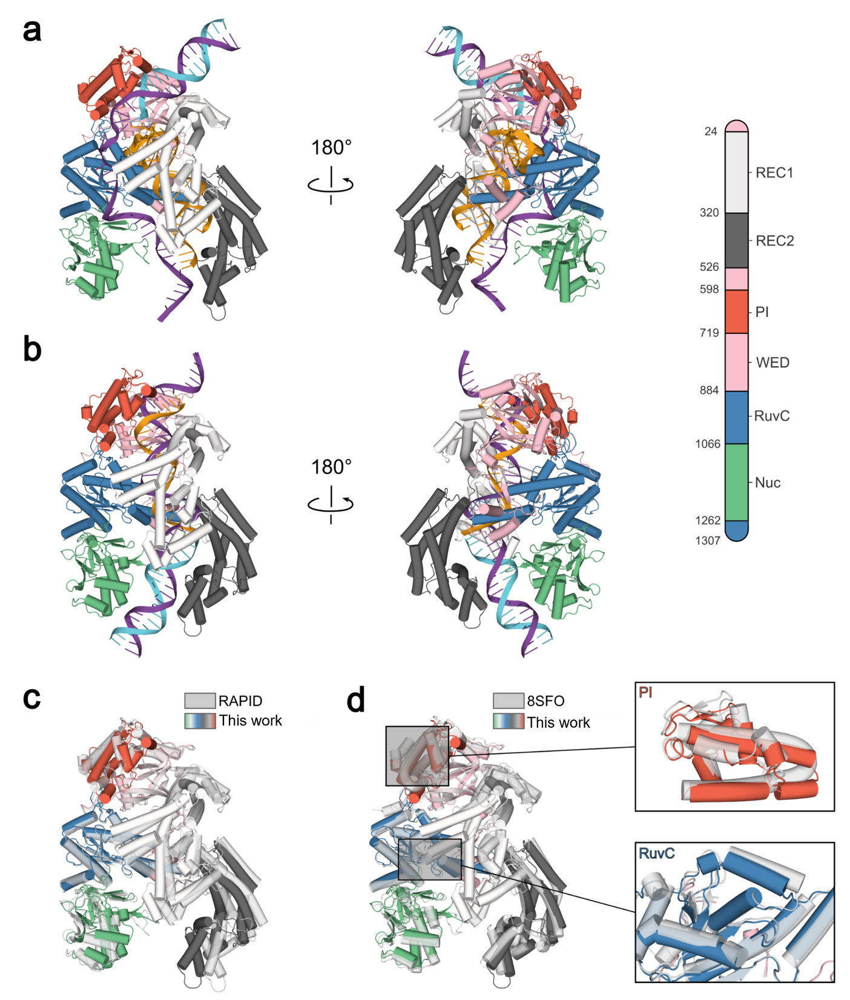 a
180°
24
REC1
320
REC2
526
598
PI
719
WED
884
RuvC
1066
Nuc
1262
1307
b
180°
c
RAPID
This work
d
8SFO
This work
PI
RuvC